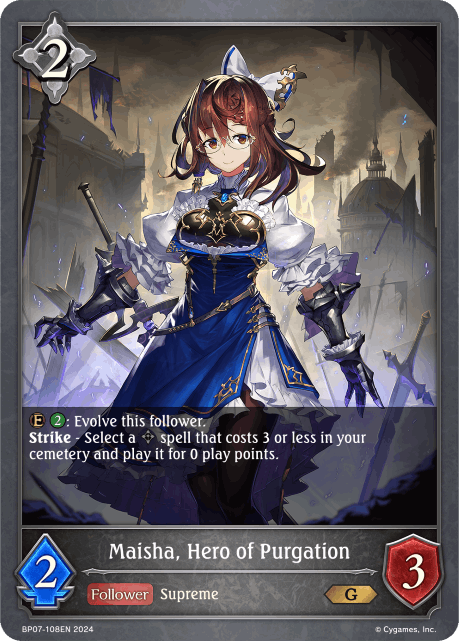 2
E 2 : Evolve this follower.
Strike - Select a spell that costs 3 or less in your
cemetery and play it for 0 play points.
Maisha, Hero of Purgation
2
Follower Supreme
G
3
BP07-108EN 2024
© Cygames, Inc.